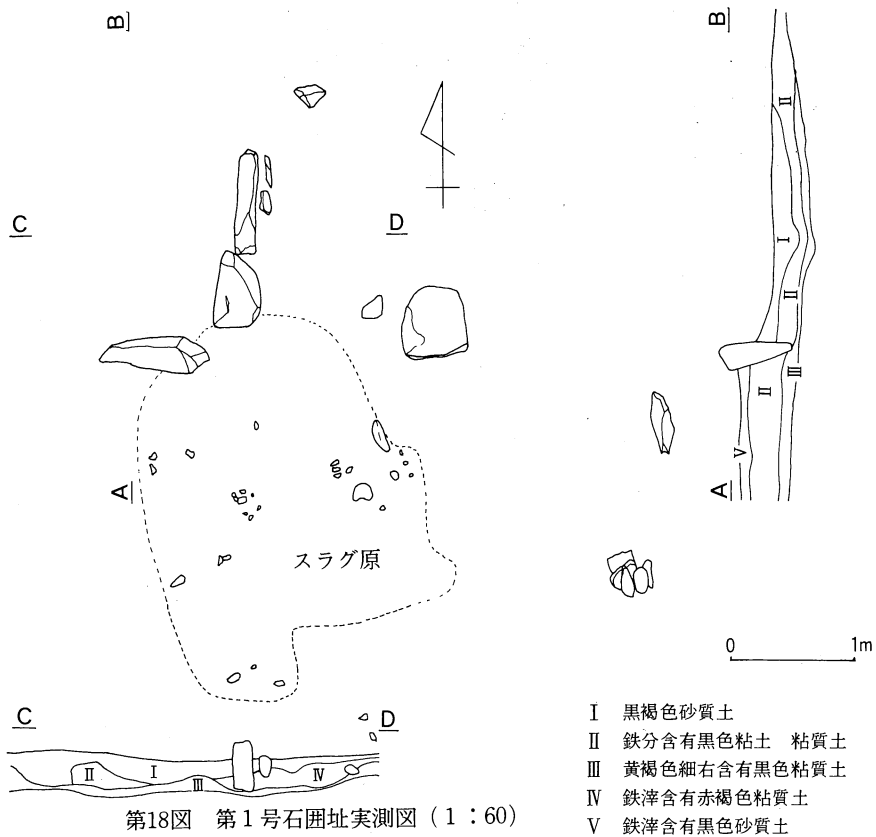 B
B
C
D
A
A
スラグ原
Ⅱ
Ⅰ
Ⅱ
Ⅲ
Ⅱ
Ⅴ
0 1m
C
D
Ⅱ
Ⅰ
Ⅲ
Ⅳ
Ⅰ 黒褐色砂質土
Ⅱ 鉄分含有黒色粘土 粘質土
Ⅲ 黄褐色細右含有黒色粘質土
Ⅳ 鉄滓含有赤褐色粘質土
Ⅴ 鉄滓含有黒色砂質土
第18図 第1号石囲址実測図(1:60)